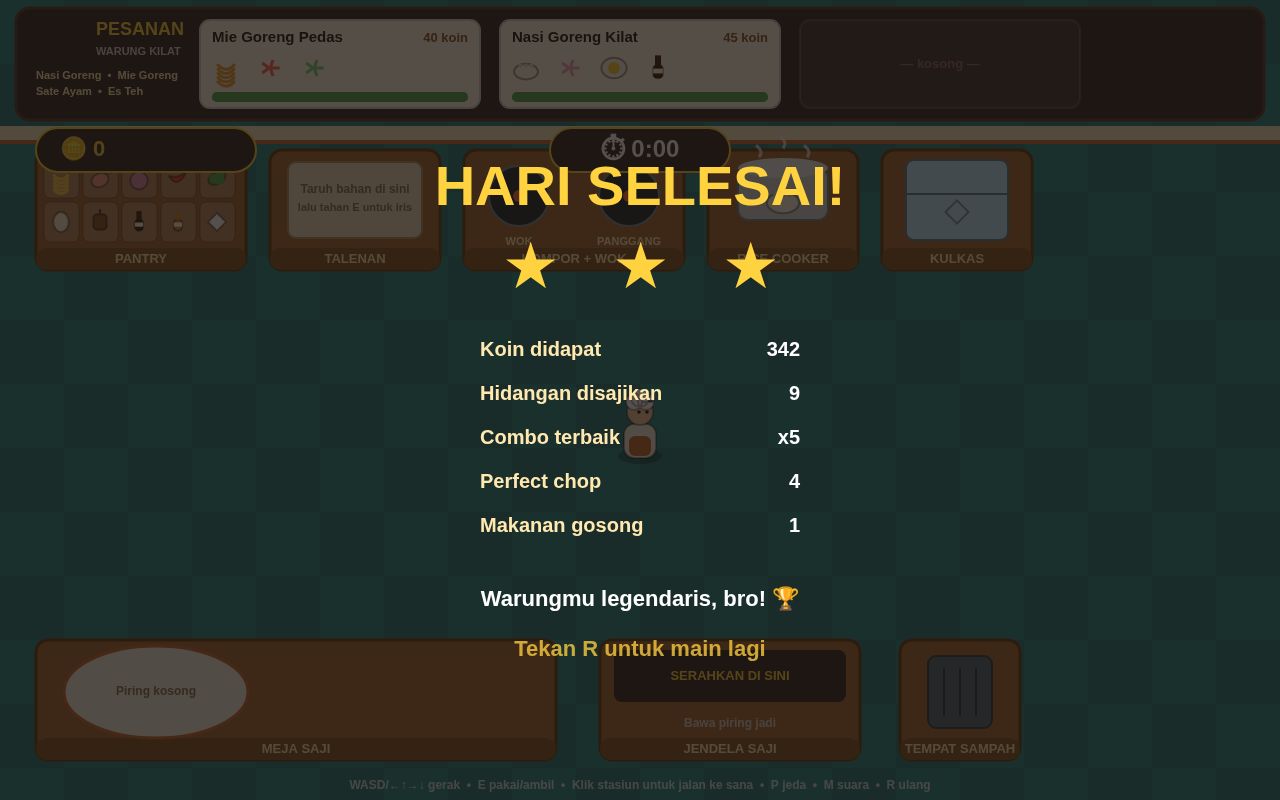 PESANAN
WARUNG KILAT
Nasi Goreng • Mie Goreng
Sate Ayam • Es Teh
Mie Goreng Pedas 40 koin
Nasi Goreng Kilat 45 koin
— kosong —
0
0:00
HARI SELESAI!
Taruh bahan di sini
lalu tahan E untuk iris
WOK PANGGANG
PANTRY
TALENAN
KOMPOR + WOK
RICE COOKER
KULKAS
Koin didapat 342
Hidangan disajikan 9
Combo terbaik x5
Perfect chop 4
Makanan gosong 1
Warungmu legendaris, bro! 🏆
Tekan R untuk main lagi
Piring kosong
SERAHKAN DI SINI
Bawa piring jadi
MEJA SAJI
JENDELA SAJI
TEMPAT SAMPAH
WASD/←↑→↓ gerak • E pakai/ambil • Klik stasiun untuk jalan ke sana • P jeda • M suara • R ulang